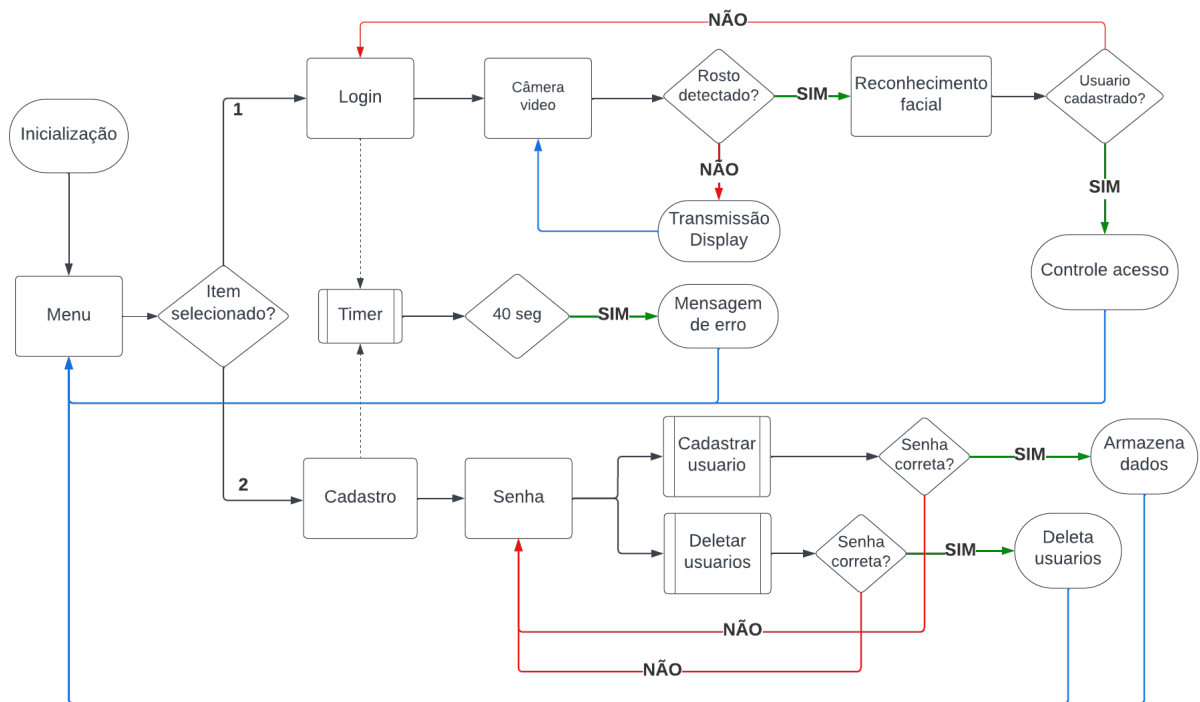 NÃO
Login
Câmera
video
Rosto
detectado?
SIM
Reconhecimento
facial
Usuario
cadastrado?
1
Inicialização
NÃO
SIM
Transmissão
Display
Controle acesso
Menu
Item
selecionado?
Timer
40 seg
SIM
Mensagem
de erro
2
Cadastro
Senha
Cadastrar
usuario
Senha
correta?
SIM
Armazena
dados
Deletar
usuarios
Senha
correta?
SIM
Deleta
usuarios
NÃO
NÃO